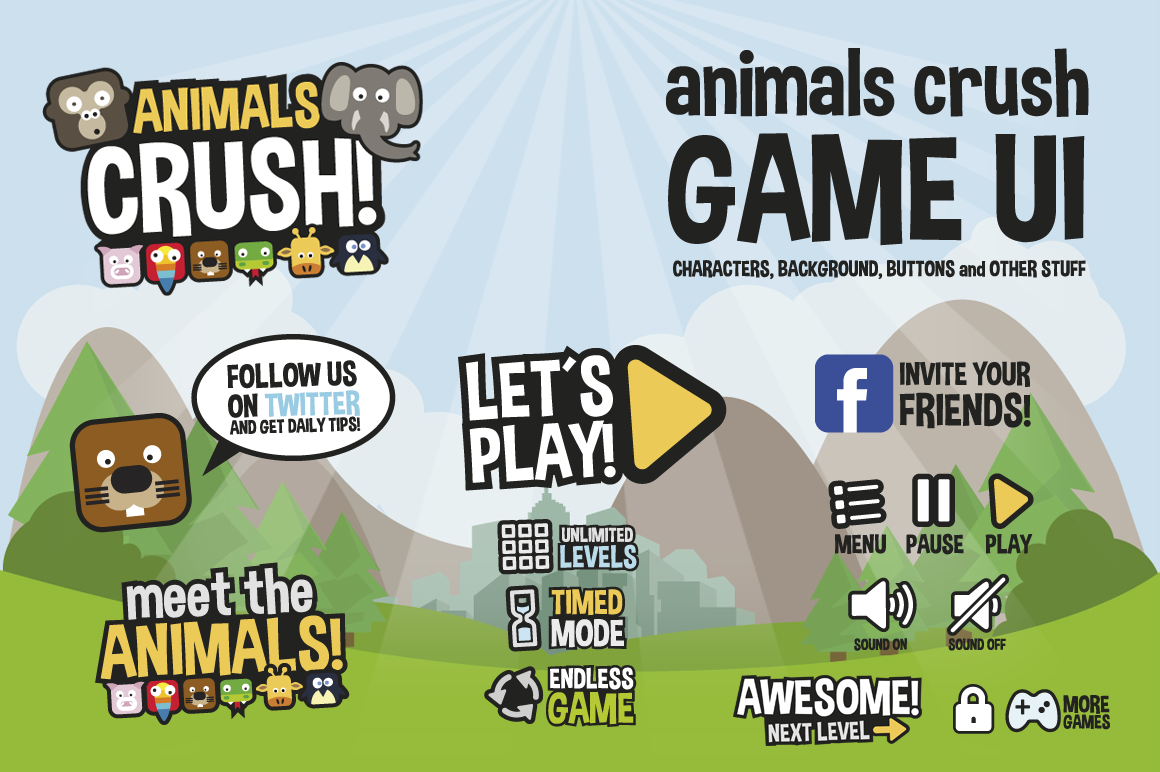 ANIMALS
CRUSH!
animals crush
GAME UI
CHARACTERS, BACKGROUND, BUTTONS and OTHER STUFF
FOLLOW US
ON TWITTER
AND GET DAILY TIPS!
LET´S
PLAY!
f
INVITE YOUR
FRIENDS!
MENU
PAUSE
PLAY
UNLIMITED
LEVELS
TIMED
MODE
ENDLESS
GAME
SOUND ON
SOUND OFF
meet the
ANIMALS!
AWESOME!
NEXT LEVEL
MORE
GAMES